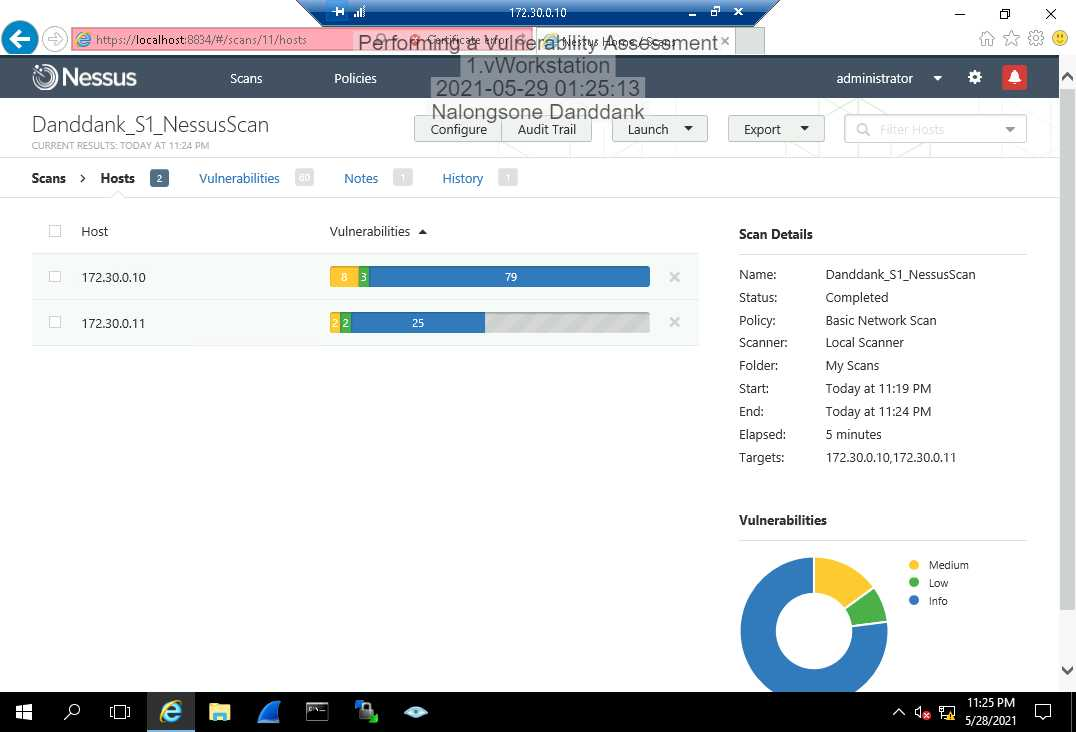 172.30.0.10
https://localhost:8834/#/scans/11/hosts
Performing a Vulnerability Assessment
1.vWorkstation
2021-05-29 01:25:13
Nalongsone Danddank
Nessus
Scans
Policies
administrator
Danddank_S1_NessusScan
CURRENT RESULTS: TODAY AT 11:24 PM
Configure
Audit Trail
Launch
Export
Filter Hosts
Scans > Hosts 2
Vulnerabilities 60
Notes 1
History 1
Host
Vulnerabilities
172.30.0.10
8 3 79
172.30.0.11
2 2 25
Scan Details
Name: Danddank_S1_NessusScan
Status: Completed
Policy: Basic Network Scan
Scanner: Local Scanner
Folder: My Scans
Start: Today at 11:19 PM
End: Today at 11:24 PM
Elapsed: 5 minutes
Targets: 172.30.0.10,172.30.0.11
Vulnerabilities
Medium
Low
Info
11:25 PM
5/28/2021